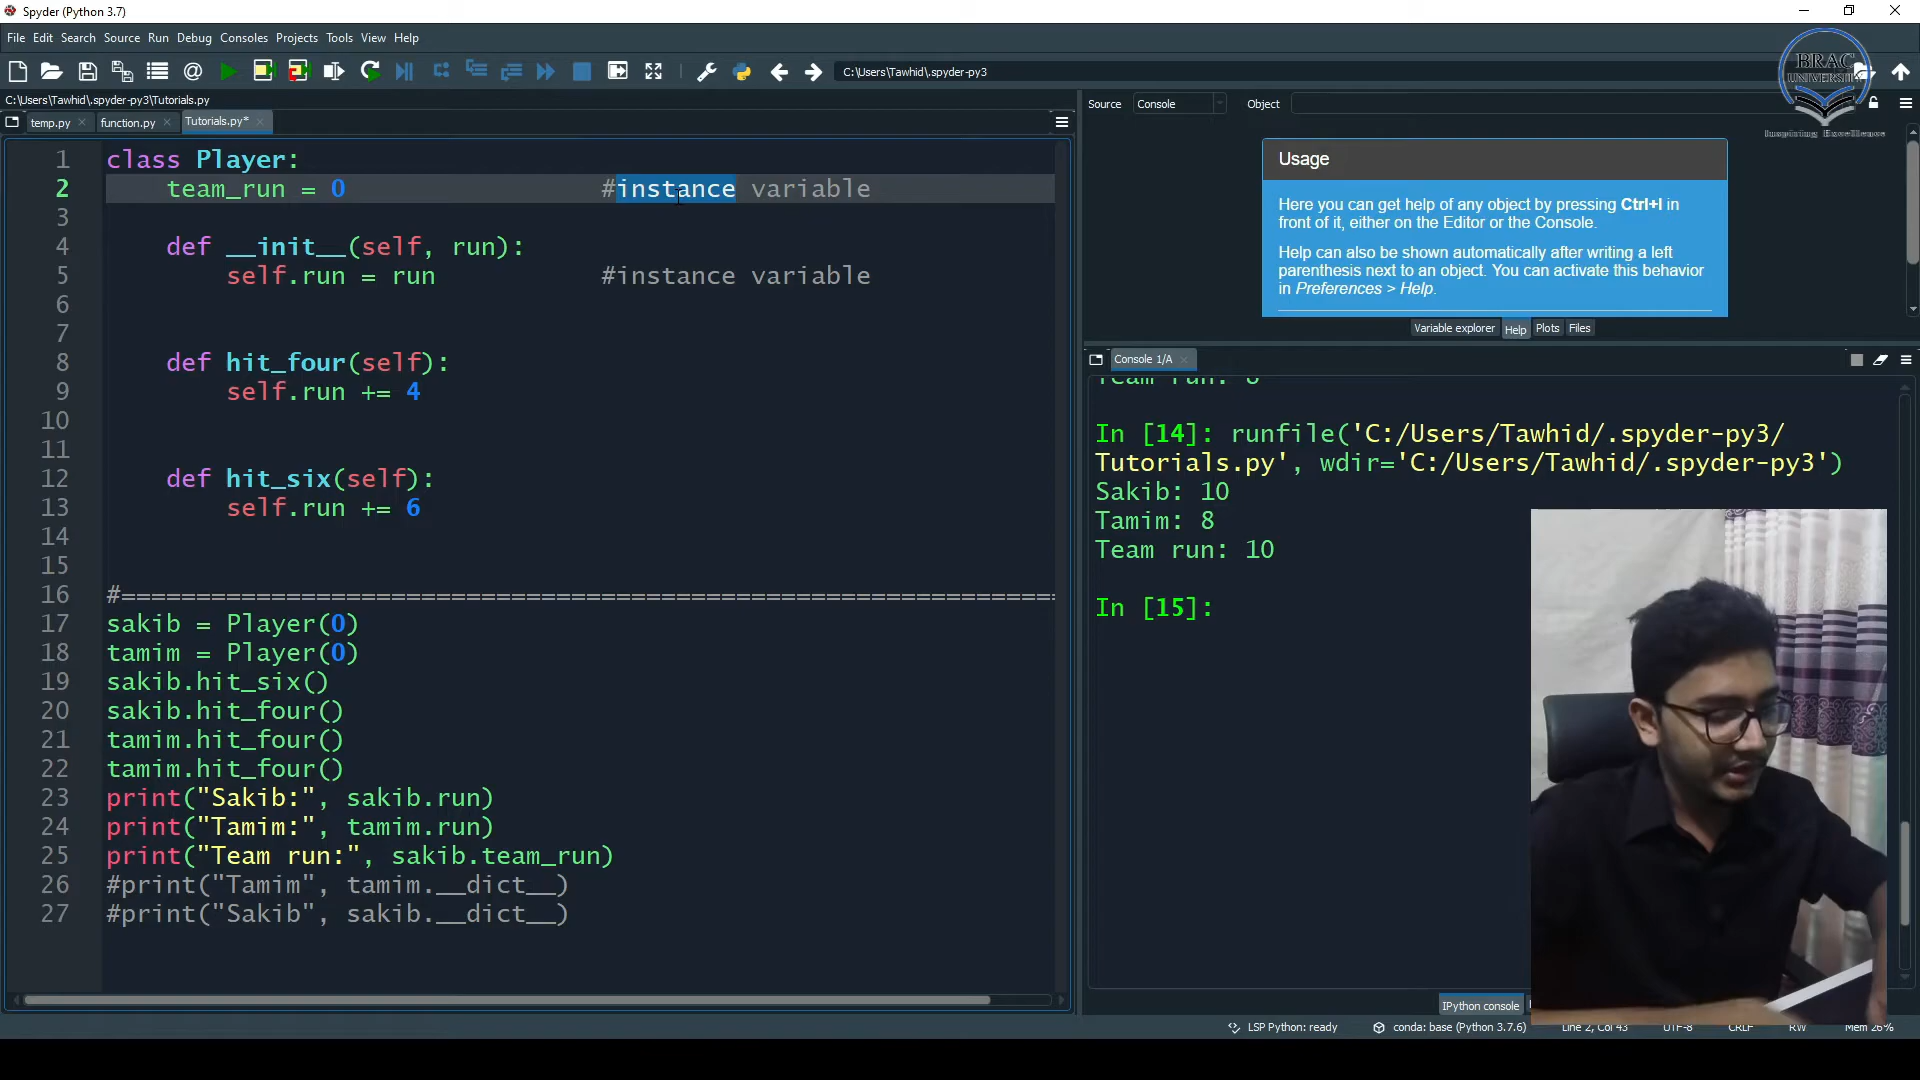 Spyder (Python 3.7)
File Edit Search Source Run Debug Consoles Projects Tools View Help
C:\Users\Tawhid\.spyder-py3
BRAC
UNIVERSITY
Inspiring Excellence
C:\Users\Tawhid\.spyder-py3\Tutorials.py
temp.py function.py Tutorials.py*
1 class Player:
2 team_run = 0 #instance variable
3
4 def __init__(self, run):
5 self.run = run #instance variable
6
7
8 def hit_four(self):
9 self.run += 4
10
11
12 def hit_six(self):
13 self.run += 6
14
15
16 #===============================================================
17 sakib = Player(0)
18 tamim = Player(0)
19 sakib.hit_six()
20 sakib.hit_four()
21 tamim.hit_four()
22 tamim.hit_four()
23 print("Sakib:", sakib.run)
24 print("Tamim:", tamim.run)
25 print("Team run:", sakib.team_run)
26 #print("Tamim", tamim.__dict__)
27 #print("Sakib", sakib.__dict__)
Source Console Object
Usage
Here you can get help of any object by pressing Ctrl+I in
front of it, either on the Editor or the Console.
Help can also be shown automatically after writing a left
parenthesis next to an object. You can activate this behavior
in Preferences > Help.
Variable explorer Help Plots Files
Console 1/A
In [14]: runfile('C:/Users/Tawhid/.spyder-py3/
Tutorials.py', wdir='C:/Users/Tawhid/.spyder-py3')
Sakib: 10
Tamim: 8
Team run: 10
In [15]:
IPython console
LSP Python: ready conda: base (Python 3.7.6) Line 2, Col 43 UTF-8 CRLF RW Mem 26%